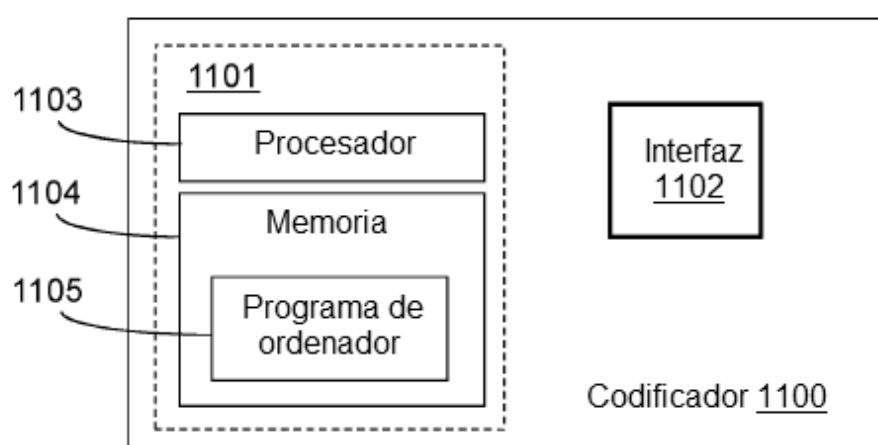 1101
1103
Procesador
1104
Memoria
1105
Programa de
ordenador
Interfaz
1102
Codificador 1100